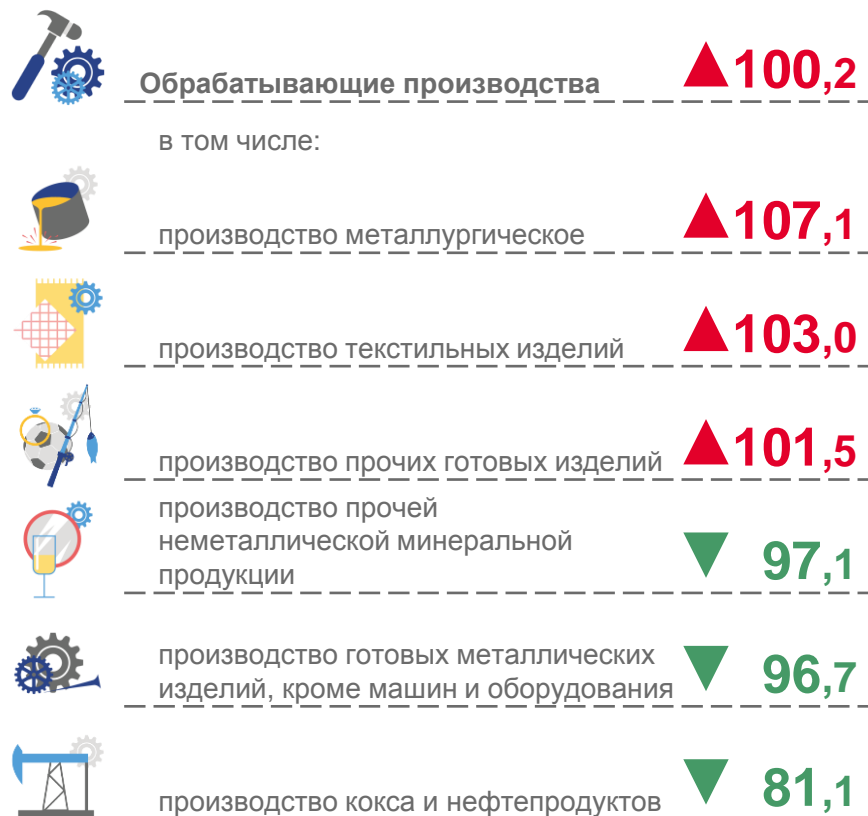 Обрабатывающие производства ▲100,2
в том числе:
производство металлургическое ▲107,1
производство текстильных изделий ▲103,0
производство прочих готовых изделий ▲101,5
производство прочей
неметаллической минеральной
продукции ▼ 97,1
производство готовых металлических
изделий, кроме машин и оборудования ▼ 96,7
производство кокса и нефтепродуктов ▼ 81,1